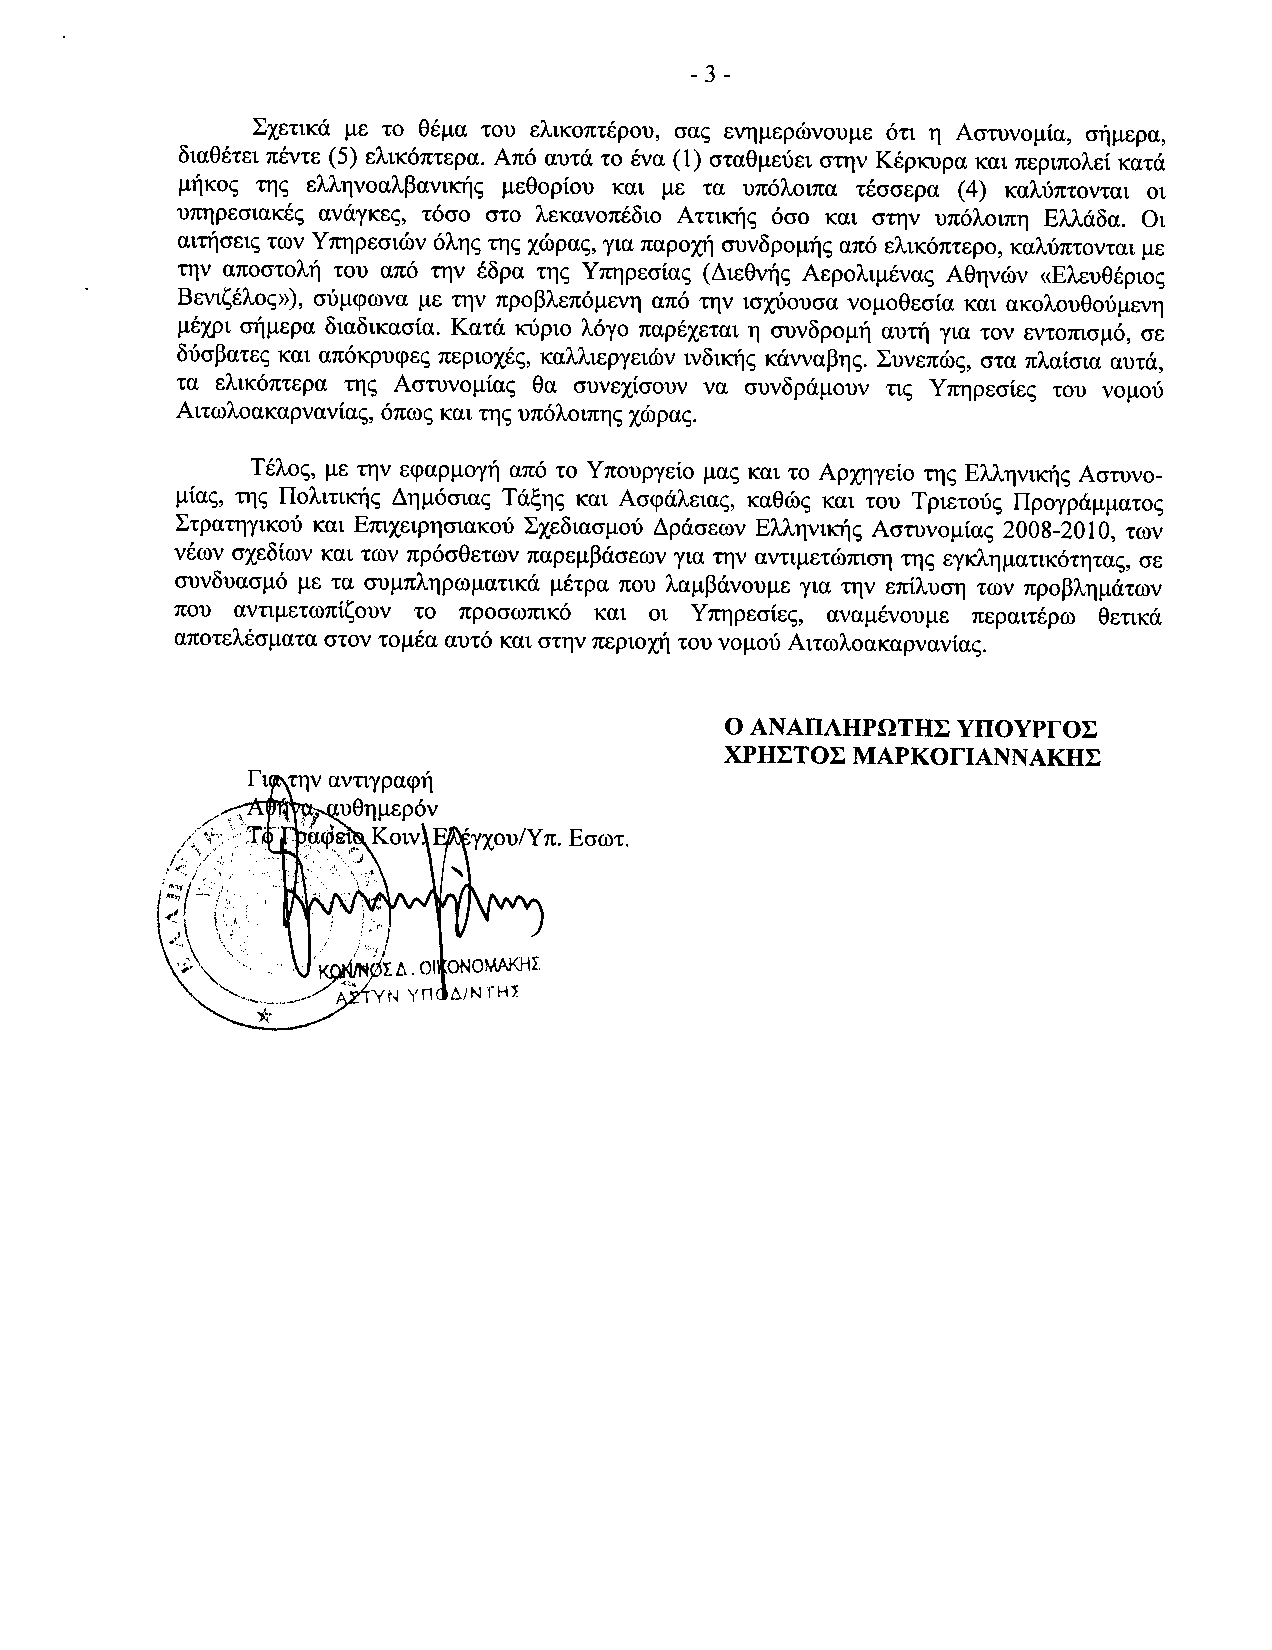 - 3 -
Σχετικά με το θέμα του ελικοπτέρου, σας ενημερώνουμε ότι η Αστυνομία, σήμερα,
διαθέτει πέντε (5) ελικόπτερα. Από αυτά το ένα (1) σταθμεύει στην Κέρκυρα και περιπολεί κατά
μήκος της ελληνοαλβανικής μεθορίου και με τα υπόλοιπα τέσσερα (4) καλύπτονται οι
υπηρεσιακές ανάγκες, τόσο στο λεκανοπέδιο Αττικής όσο και στην υπόλοιπη Ελλάδα. Οι
αιτήσεις των Υπηρεσιών όλης της χώρας, για παροχή συνδρομής από ελικόπτερο, καλύπτονται με
την αποστολή του από την έδρα της Υπηρεσίας (Διεθνής Αερολιμένας Αθηνών «Ελευθέριος
Βενιζέλος»), σύμφωνα με την προβλεπόμενη από την ισχύουσα νομοθεσία και ακολουθούμενη
μέχρι σήμερα διαδικασία. Κατά κύριο λόγο παρέχεται η συνδρομή αυτή για τον εντοπισμό, σε
δύσβατες και απόκρυφες περιοχές, καλλιεργειών ινδικής κάνναβης. Συνεπώς, στα πλαίσια αυτά,
τα ελικόπτερα της Αστυνομίας θα συνεχίσουν να συνδράμουν τις Υπηρεσίες του νομού
Αιτωλοακαρνανίας, όπως και της υπόλοιπης χώρας.
Τέλος, με την εφαρμογή από το Υπουργείο μας και το Αρχηγείο της Ελληνικής Αστυνο-
μίας, της Πολιτικής Δημόσιας Τάξης και Ασφάλειας, καθώς και του Τριετούς Προγράμματος
Στρατηγικού και Επιχειρησιακού Σχεδιασμού Δράσεων Ελληνικής Αστυνομίας 2008-2010, των
νέων σχεδίων και των πρόσθετων παρεμβάσεων για την αντιμετώπιση της εγκληματικότητας, σε
συνδυασμό με τα συμπληρωματικά μέτρα που λαμβάνουμε για την επίλυση των προβλημάτων
που αντιμετωπίζουν το προσωπικό και οι Υπηρεσίες, αναμένουμε περαιτέρω θετικά
αποτελέσματα στον τομέα αυτό και στην περιοχή του νομού Αιτωλοακαρνανίας.
Ο ΑΝΑΠΛΗΡΩΤΗΣ ΥΠΟΥΡΓΟΣ
ΧΡΗΣΤΟΣ ΜΑΡΚΟΓΙΑΝΝΑΚΗΣ
Για την αντιγραφή
Αθήνα, αυθημερόν
Το Γραφείο Κοιν. Ελέγχου/Υπ. Εσωτ.
ΚΩΝ/ΝΟΣ Δ. ΟΙΚΟΝΟΜΑΚΗΣ
ΑΣΤΥΝ ΥΠΟΔ/ΝΤΗΣ